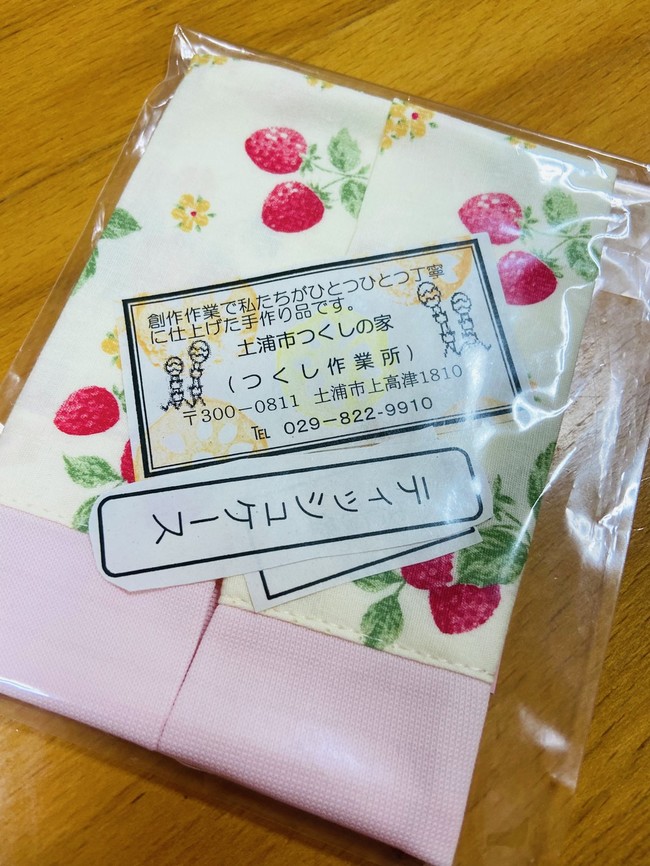 創作作業で私たちがひとつひとつ丁寧
に仕上げた手作り品です。
土浦市つくしの家
(つくし作業所)
〒300-0811 土浦市上高津1810
℡ 029-822-9910
ティッシュケース